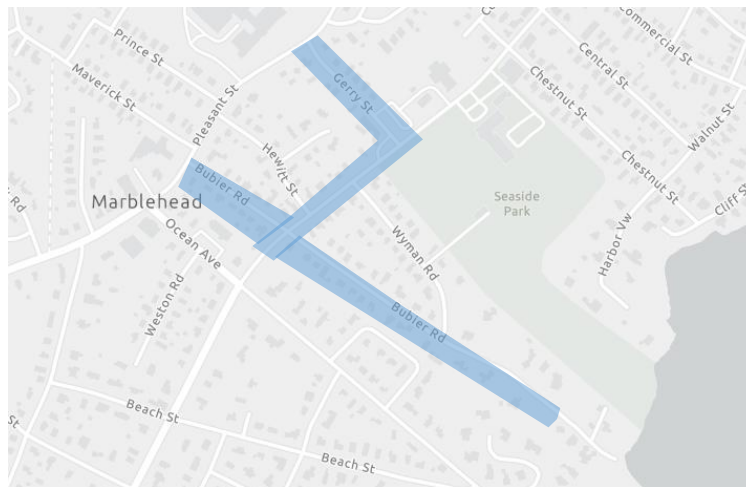 Prince St
Maverick St
Pleasant St
Gerry St
Chestnut St
Central St
Commercial St
Walnut St
Hewitt St
Bubier Rd
Marblehead
Ocean Ave
Seaside
Park
Chestnut St
Cliff St
Harbor Vw
Wyman Rd
Weston Rd
Bubier Rd
Beach St
Beach St
Rd
St